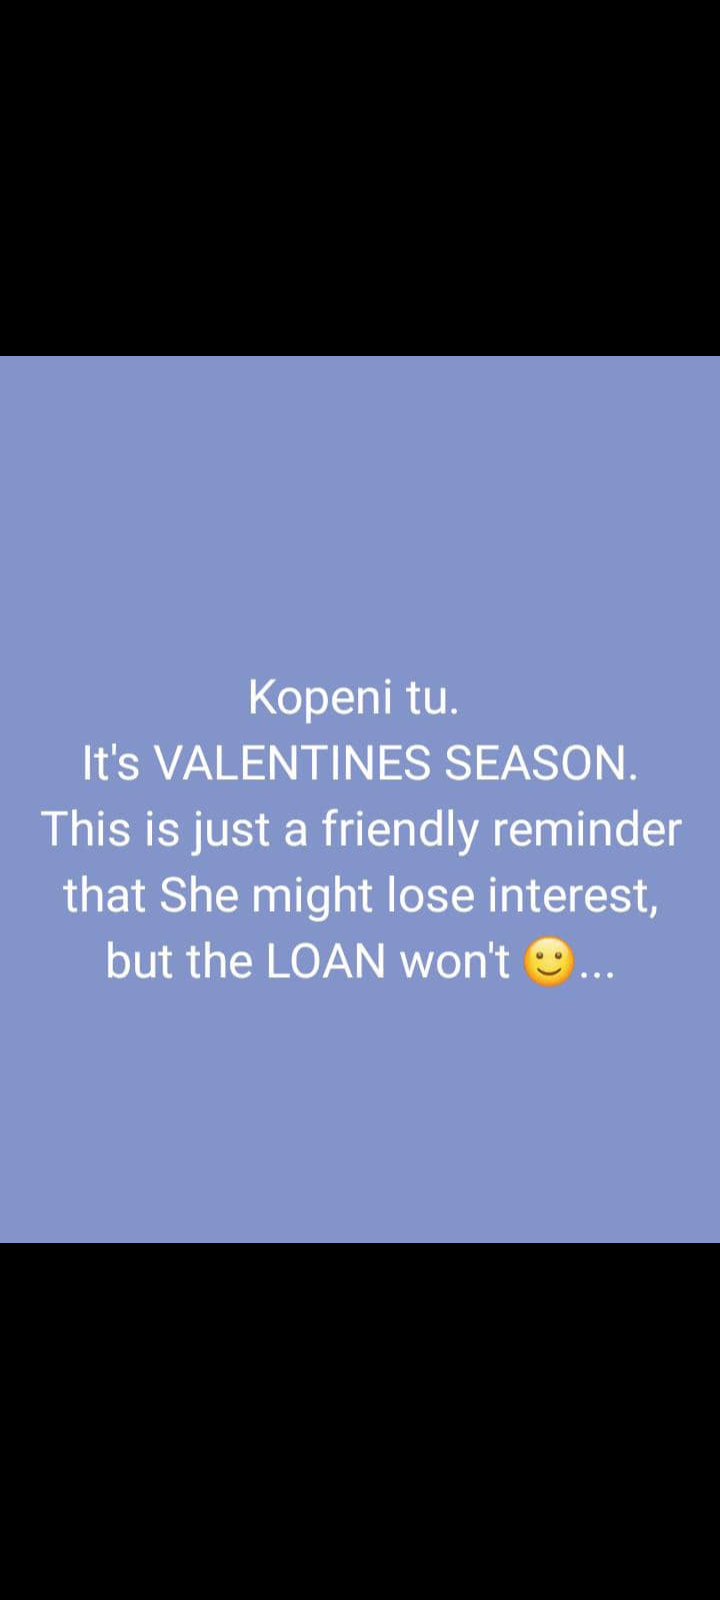 Kopeni tu.
It's VALENTINES SEASON.
This is just a friendly reminder
that She might lose interest,
but the LOAN won't 🙂...